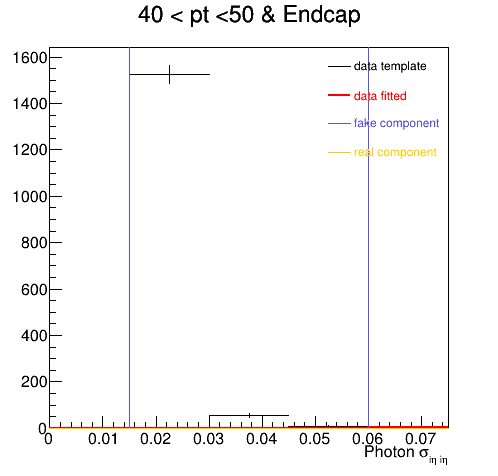 40 < pt <50 & Endcap
1600
1400
1200
1000
800
600
400
200
0
data template
data fitted
fake component
real component
0 0.01 0.02 0.03 0.04 0.05 0.06 0.07
Photon σ iη iη